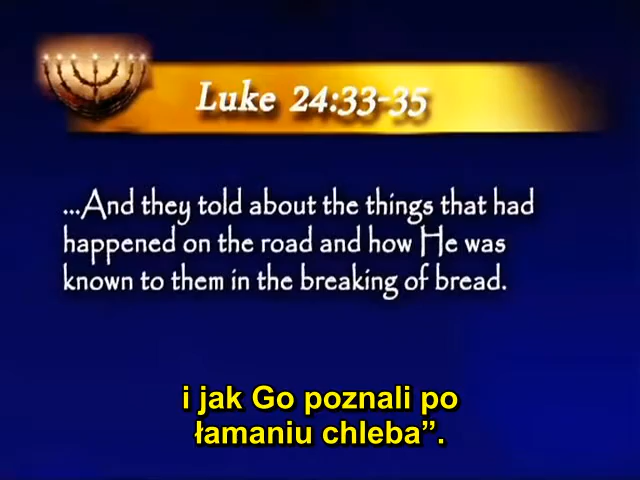 Luke 24:33-35
...And they told about the things that had
happened on the road and how He was
known to them in the breaking of bread.
i jak Go poznali po
łamaniu chleba”.